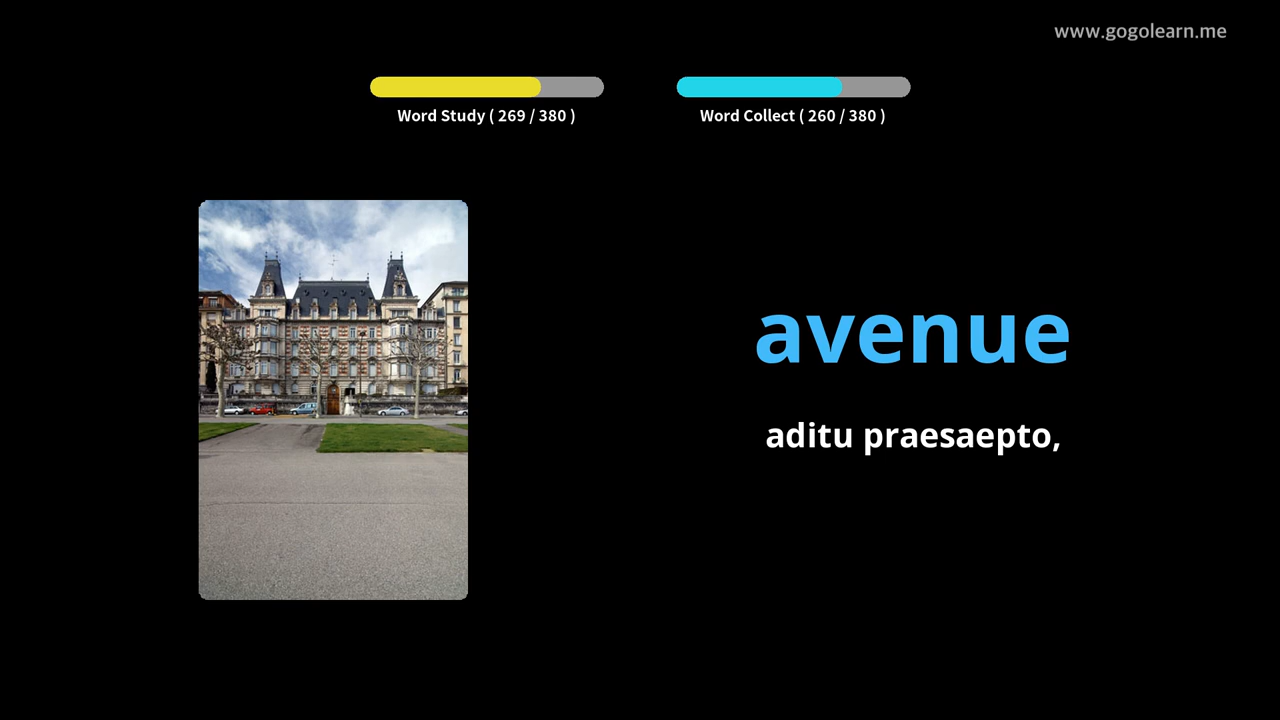 www.gogolearn.me
Word Study ( 269 / 380 )
Word Collect ( 260 / 380 )
avenue
aditu praesaepto,